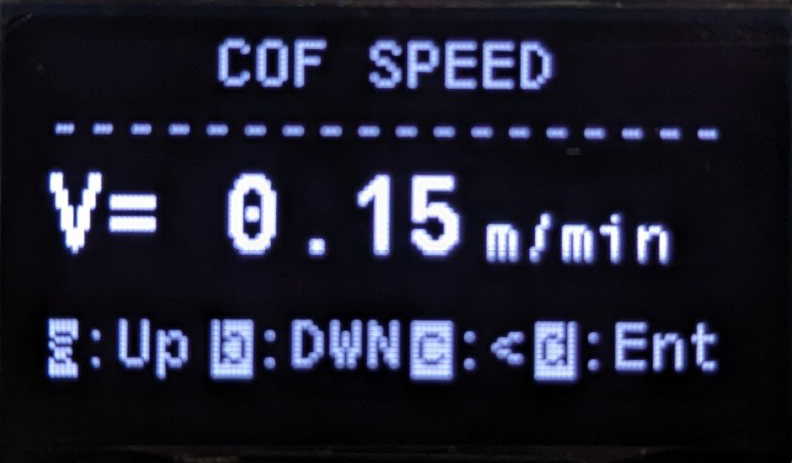 COF SPEED
------------------
V= 0.15 m/min
:Up :DWN :< :Ent